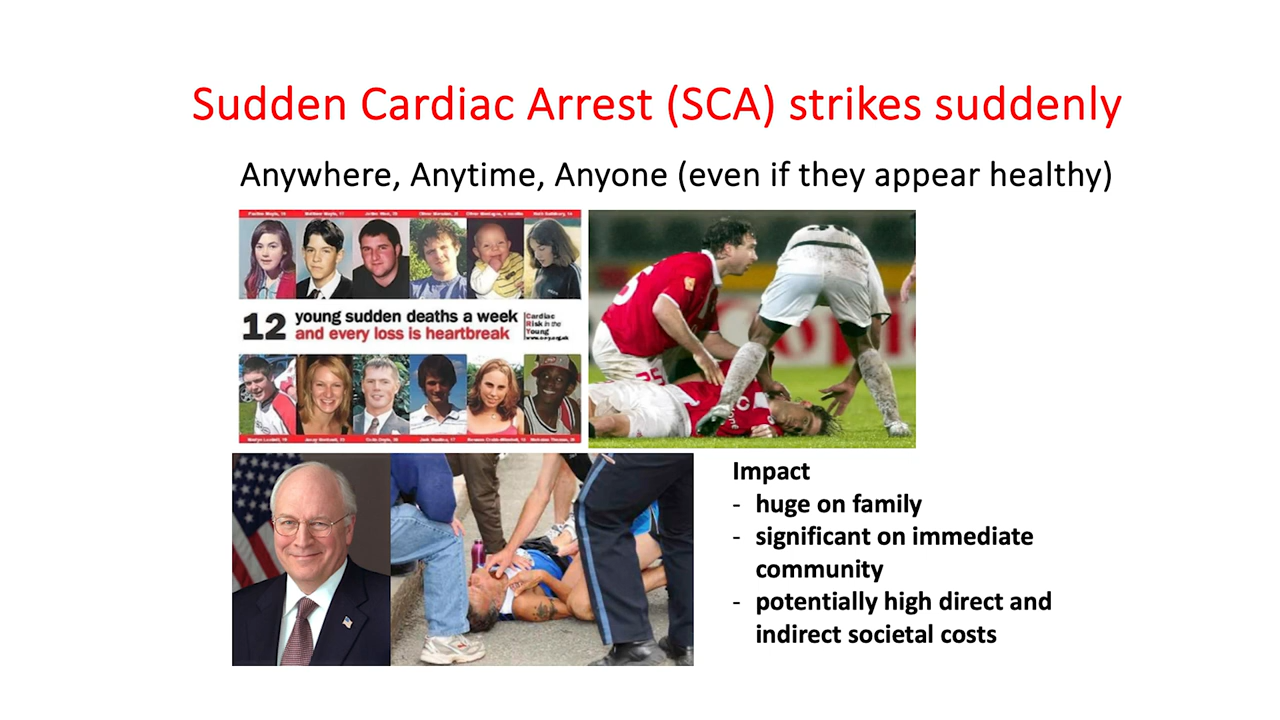 Sudden Cardiac Arrest (SCA) strikes suddenly
Anywhere, Anytime, Anyone (even if they appear healthy)
12
young sudden deaths a week
and every loss is heartbreak
Cardiac
Risk in the
Young
Impact
- huge on family
- significant on immediate
community
- potentially high direct and
indirect societal costs